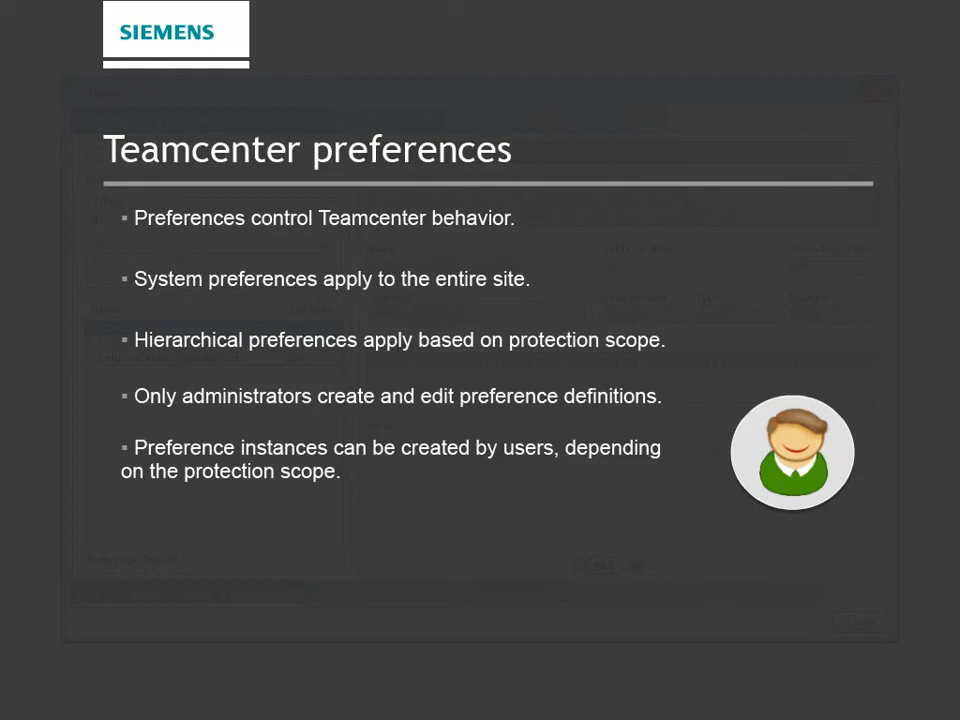 SIEMENS
Teamcenter preferences
▪ Preferences control Teamcenter behavior.
▪ System preferences apply to the entire site.
▪ Hierarchical preferences apply based on protection scope.
▪ Only administrators create and edit preference definitions.
▪ Preference instances can be created by users, depending
on the protection scope.